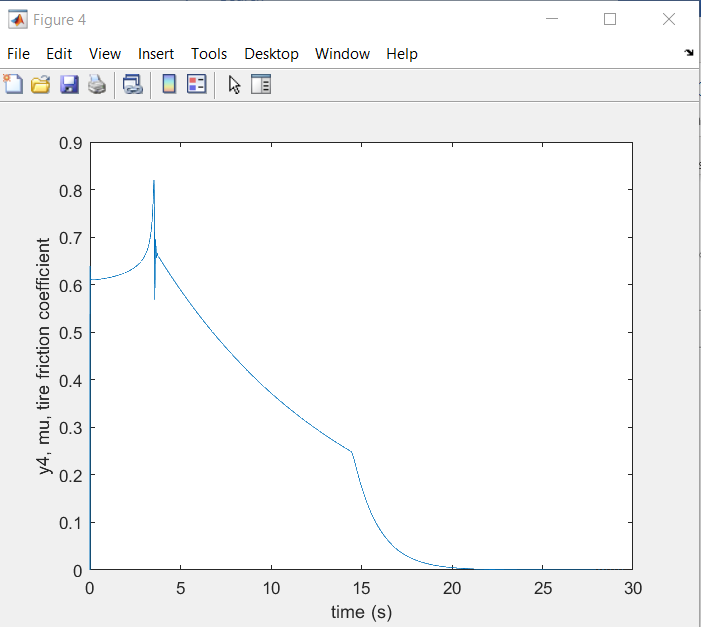 Figure 4
File Edit View Insert Tools Desktop Window Help
0.9
0.8
0.7
0.6
0.5
0.4
0.3
0.2
0.1
0
y4, mu, tire friction coefficient
0 5 10 15 20 25 30
time (s)